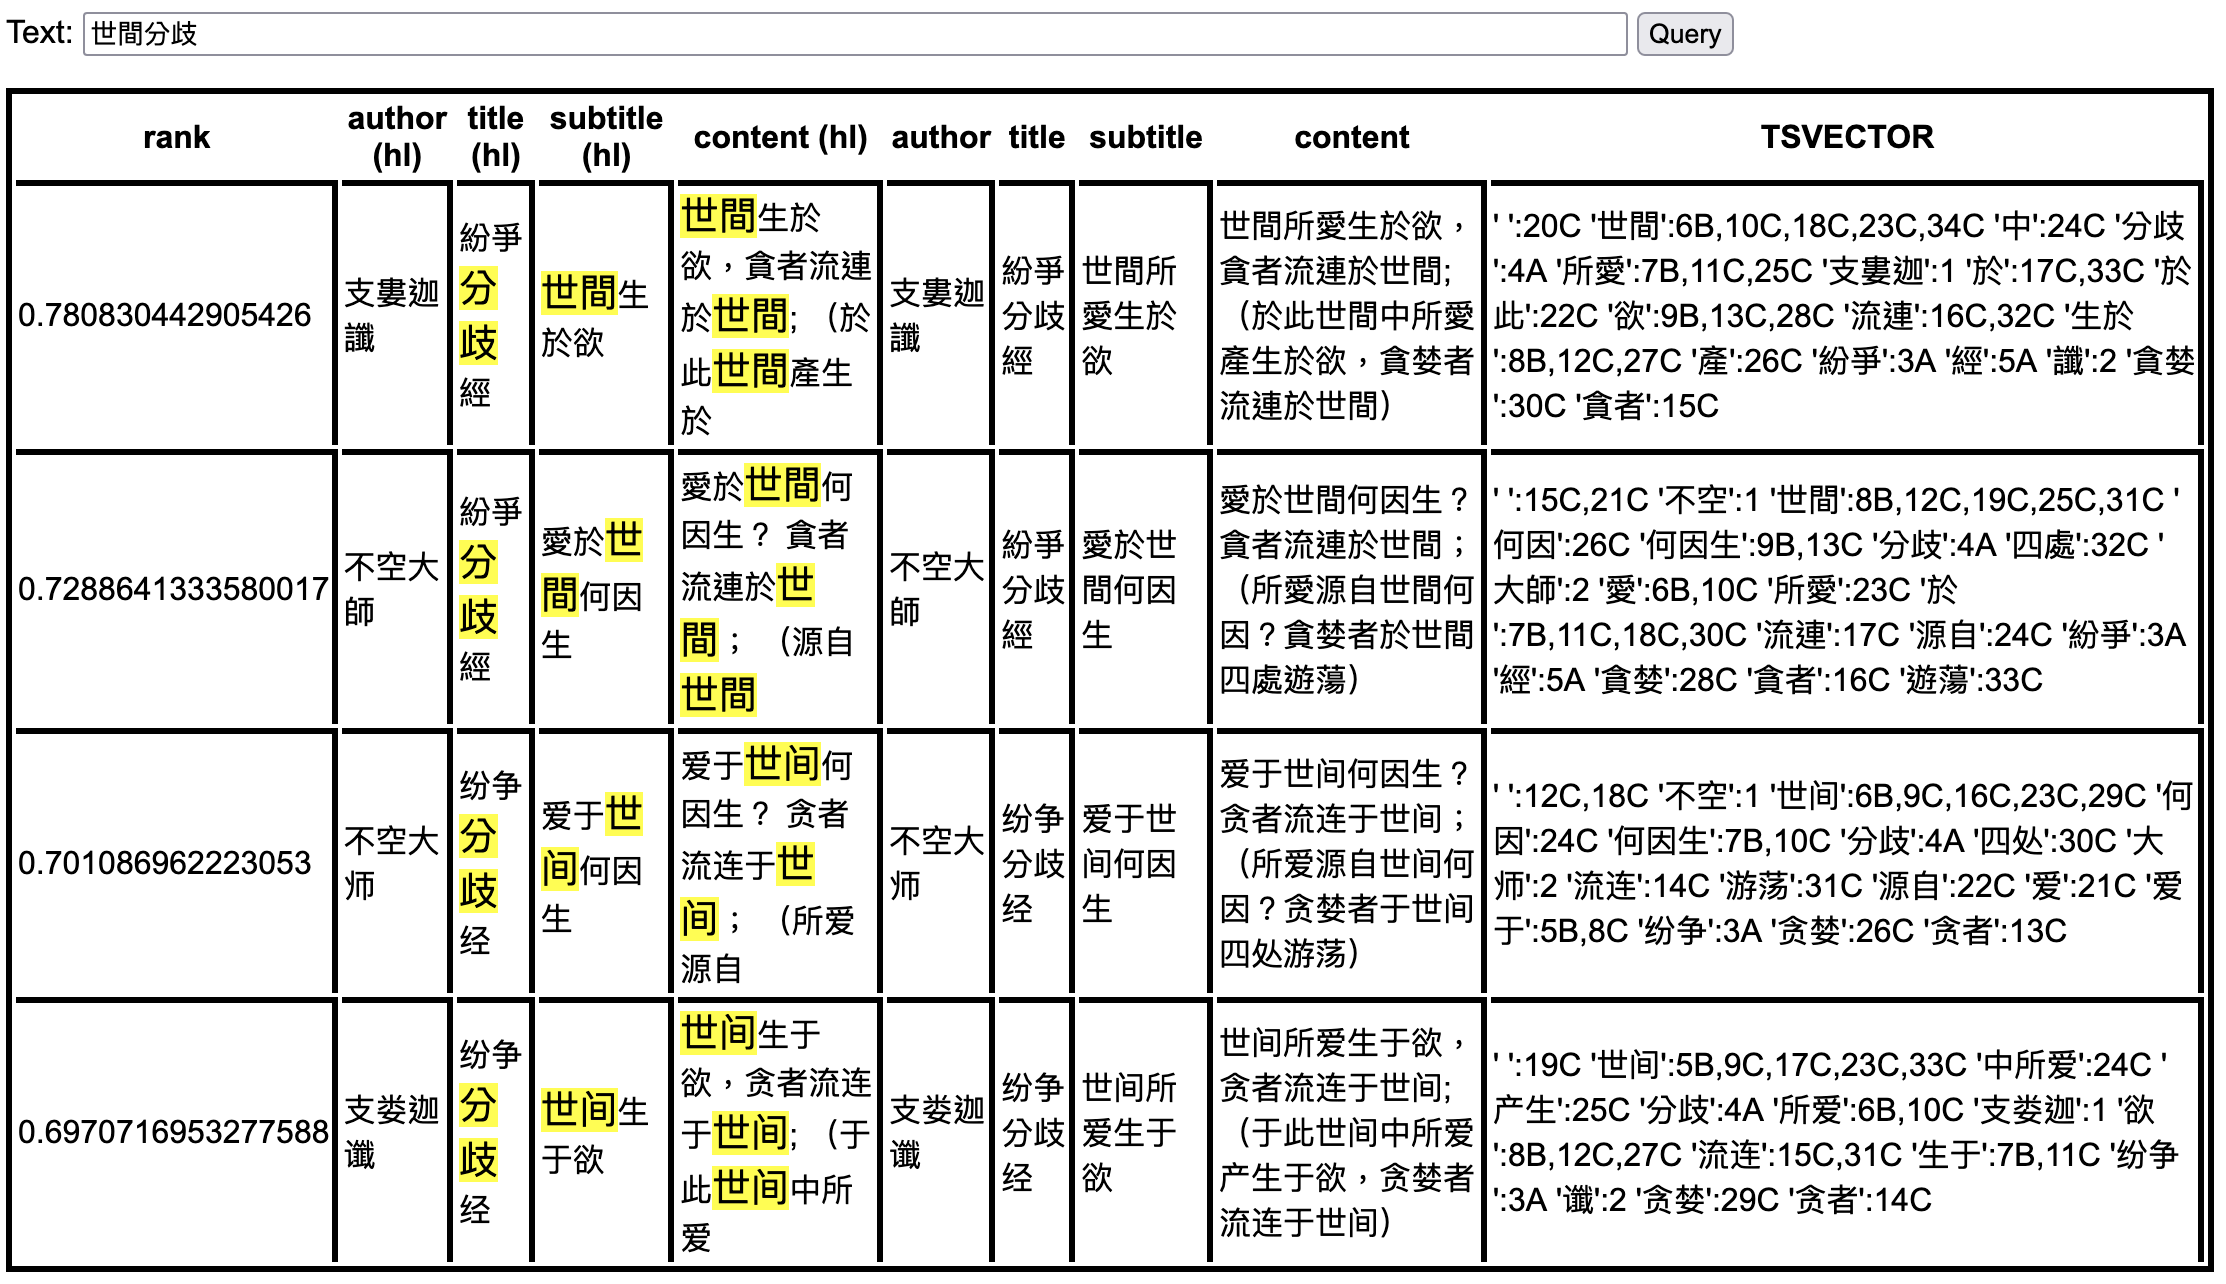 Text: 世間分歧 Query
rank
author (hl)
title (hl)
subtitle (hl)
content (hl)
author
title
subtitle
content
TSVECTOR
0.780830442905426
支婁迦
讖
紛爭
分
歧
經
世間生
於欲
世間生於
欲，貪者流連
於世間; （於
此世間產生
於
支婁迦
讖
紛爭
分歧
經
世間所
愛生於
欲
世間所愛生於欲，
貪者流連於世間;
（於此世間中所愛
產生於欲，貪婪者
流連於世間）
' ':20C '世間':6B,10C,18C,23C,34C '中':24C '分歧
':4A '所愛':7B,11C,25C '支婁迦':1 '於':17C,33C '於
此':22C '欲':9B,13C,28C '流連':16C,32C '生於
':8B,12C,27C '產':26C '紛爭':3A '經':5A '讖':2 '貪婪
':30C '貪者':15C
0.7288641333580017
不空大
師
紛爭
分
歧
經
愛於世
間何因
生
愛於世間何
因生？ 貪者
流連於世
間； （源自
世間
不空大
師
紛爭
分歧
經
愛於世
間何因
生
愛於世間何因生？
貪者流連於世間；
（所愛源自世間何
因？貪婪者於世間
四處遊蕩）
' ':15C,21C '不空':1 '世間':8B,12C,19C,25C,31C '
何因':26C '何因生':9B,13C '分歧':4A '四處':32C '
大師':2 '愛':6B,10C '所愛':23C '於
':7B,11C,18C,30C '流連':17C '源自':24C '紛爭':3A
'經':5A '貪婪':28C '貪者':16C '遊蕩':33C
0.701086962223053
不空大
师
纷争
分
歧
经
爱于世
间何因
生
爱于世间何
因生？ 贪者
流连于世
间； （所爱
源自
不空大
师
纷争
分歧
经
爱于世
间何因
生
爱于世间何因生？
贪者流连于世间；
（所爱源自世间何
因？贪婪者于世间
四处游荡）
' ':12C,18C '不空':1 '世间':6B,9C,16C,23C,29C '何
因':24C '何因生':7B,10C '分歧':4A '四处':30C '大
师':2 '流连':14C '游荡':31C '源自':22C '爱':21C '爱
于':5B,8C '纷争':3A '贪婪':26C '贪者':13C
0.6970716953277588
支娄迦
谶
纷争
分
歧
经
世间生
于欲
世间生于
欲，贪者流连
于世间; （于
此世间中所
爱
支娄迦
谶
纷争
分歧
经
世间所
爱生于
欲
世间所爱生于欲，
贪者流连于世间;
（于此世间中所爱
产生于欲，贪婪者
流连于世间）
' ':19C '世间':5B,9C,17C,23C,33C '中所爱':24C '
产生':25C '分歧':4A '所爱':6B,10C '支娄迦':1 '欲
':8B,12C,27C '流连':15C,31C '生于':7B,11C '纷争
':3A '谶':2 '贪婪':29C '贪者':14C